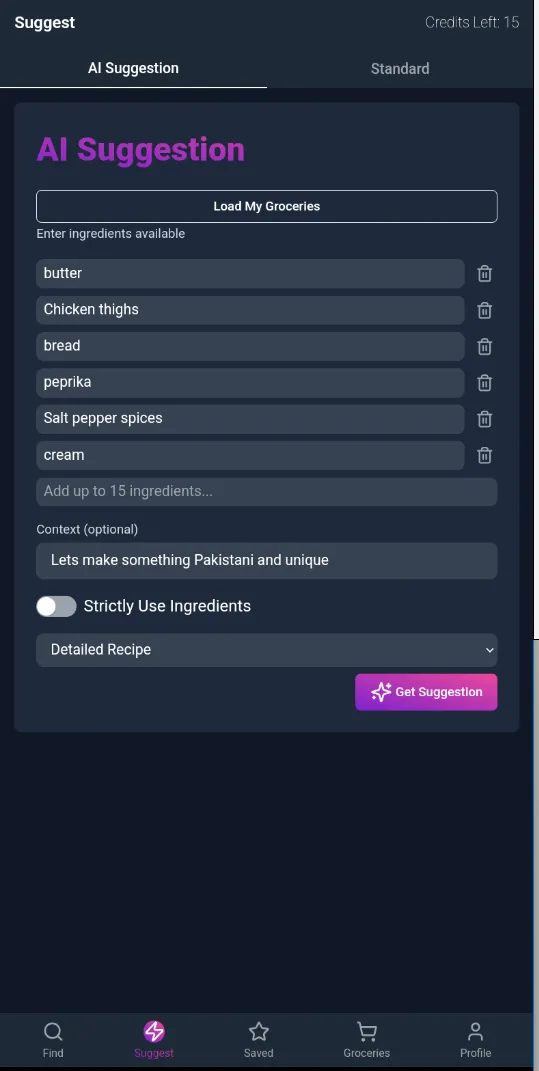 Suggest
Credits Left: 15
AI Suggestion
Standard
AI Suggestion
Load My Groceries
Enter ingredients available
butter
Chicken thighs
bread
peprika
Salt pepper spices
cream
Add up to 15 ingredients...
Context (optional)
Lets make something Pakistani and unique
Strictly Use Ingredients
Detailed Recipe
Get Suggestion
Find
Suggest
Saved
Groceries
Profile